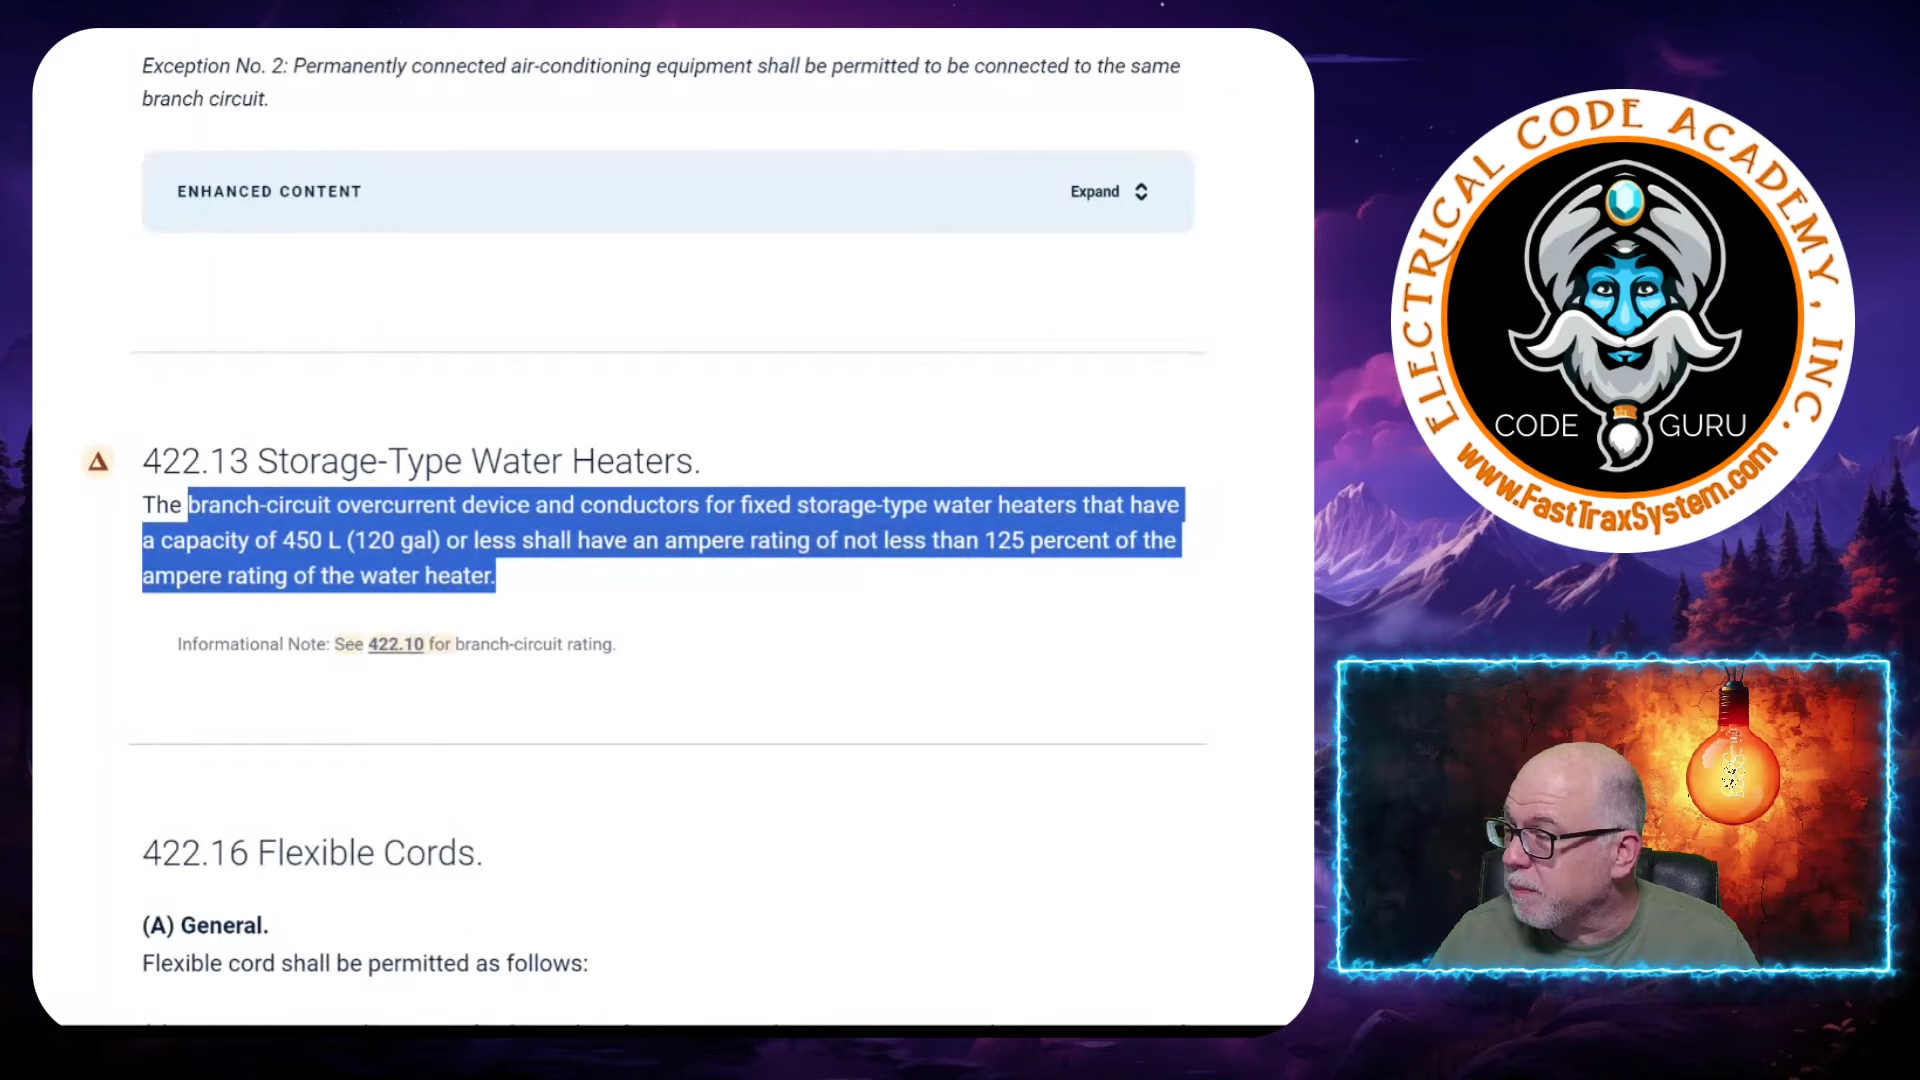 Exception No. 2: Permanently connected air-conditioning equipment shall be permitted to be connected to the same
branch circuit.
ENHANCED CONTENT
Expand
422.13 Storage-Type Water Heaters.
The branch-circuit overcurrent device and conductors for fixed storage-type water heaters that have
a capacity of 450 L (120 gal) or less shall have an ampere rating of not less than 125 percent of the
ampere rating of the water heater.
Informational Note: See 422.10 for branch-circuit rating.
422.16 Flexible Cords.
(A) General.
Flexible cord shall be permitted as follows:
ELECTRICAL CODE ACADEMY, INC.
CODE GURU
www.FastTraxSystem.com